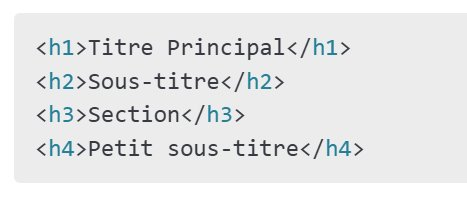 <h1>Titre Principal</h1>
<h2>Sous-titre</h2>
<h3>Section</h3>
<h4>Petit sous-titre</h4>